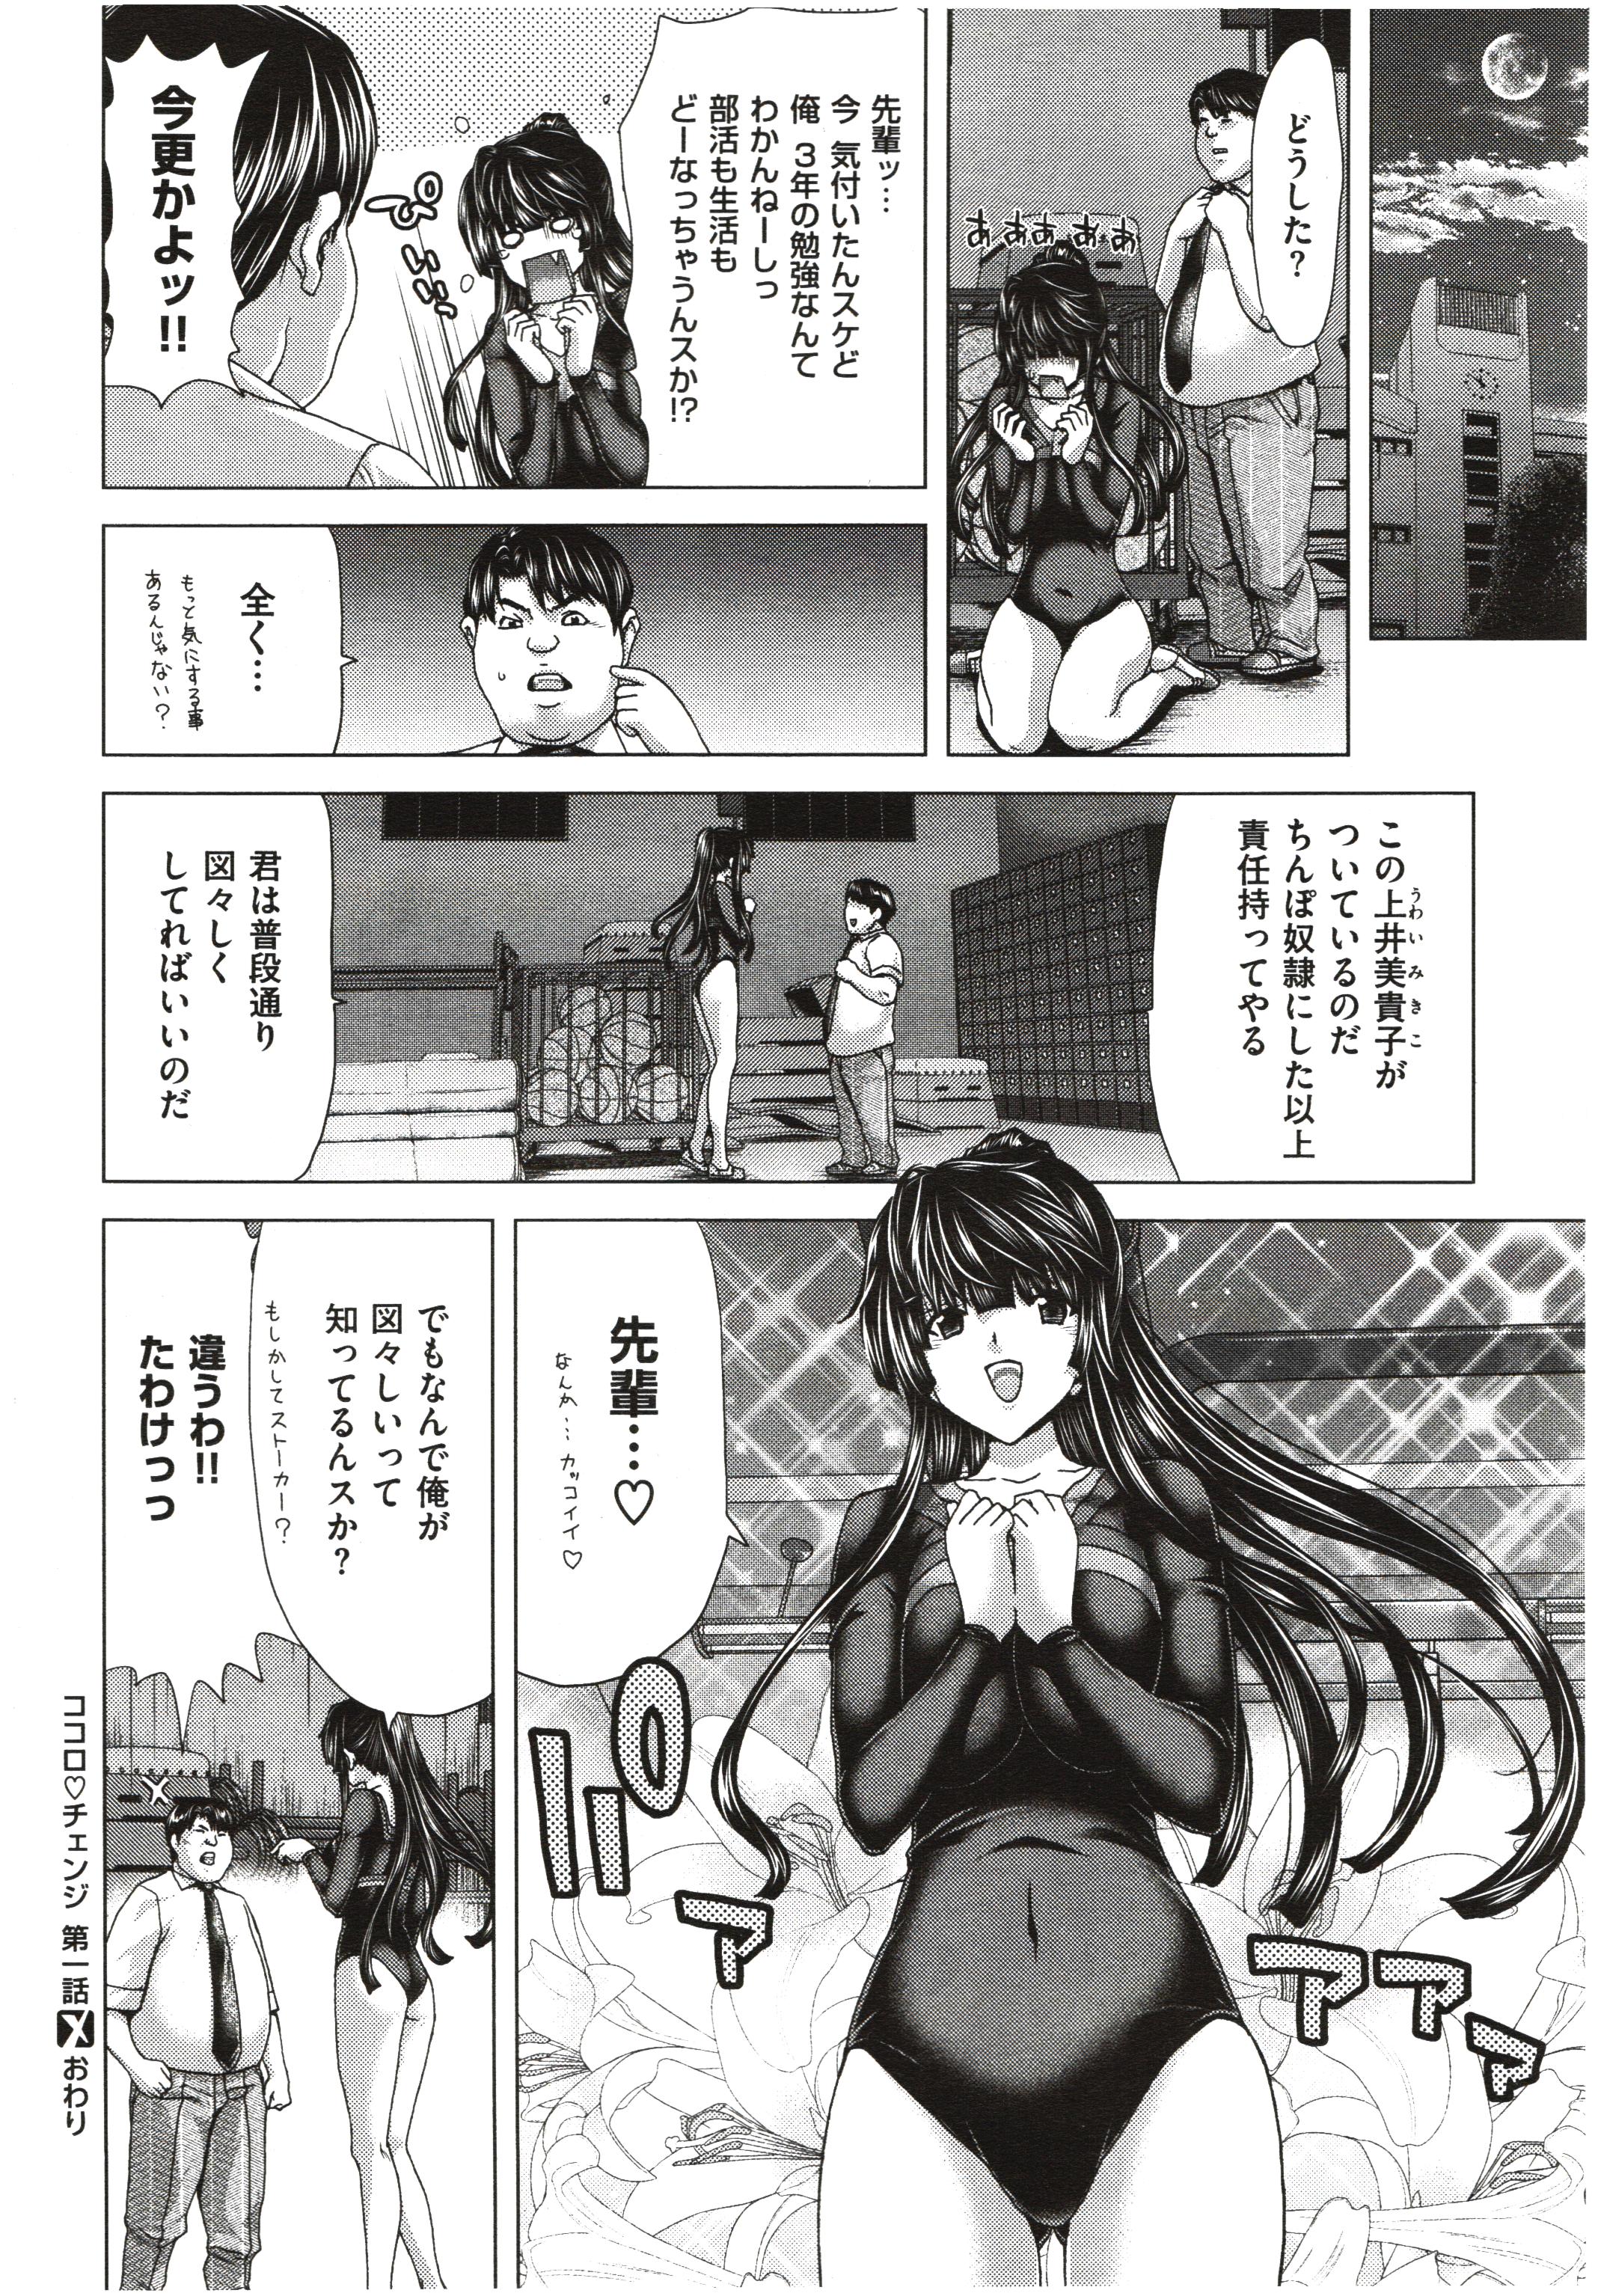 どうした?
あああああ
先輩ッ…
今 気付いたんスケど
俺 3年の勉強なんて
わかんねーしっ
部活も生活も
どーなっちゃうんスか!?
今更かよッ!!
全く…
もっと気にする事
あるんじゃない?
この上井美貴子が
うわいみきこ
ついているのだ
ちんぽ奴隷にした以上
責任持ってやる
君は普段通り
図々しく
してればいいのだ
先輩…♡
なんか… カッコイイ♡
パァアアア
でもなんで俺が
図々しいって
知ってるんスか?
もしかしてストーカー?
違うわ!!
たわけっっ
ココロ♡チェンジ 第一話 X おわり